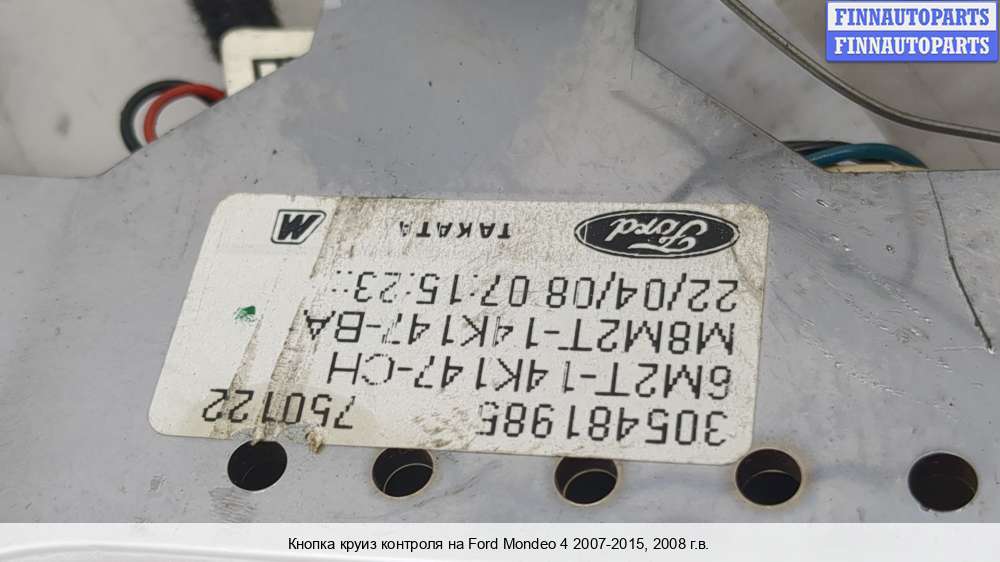 FINNAUTOPARTS
FINNAUTOPARTS
305481985 750122
6M2T-14K147-CH
M8M2T-14K147-BA
22/04/08 07:15:23
Ford TAKATA M
Кнопка круиз контроля на Ford Mondeo 4 2007-2015, 2008 г.в.